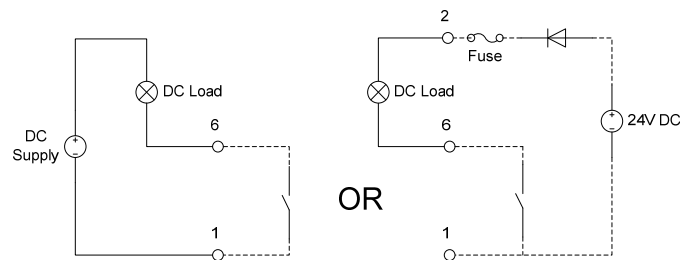 DC Load
6
DC
Supply
+
-
1
OR
2
Fuse
DC Load
6
24V DC
+
-
1